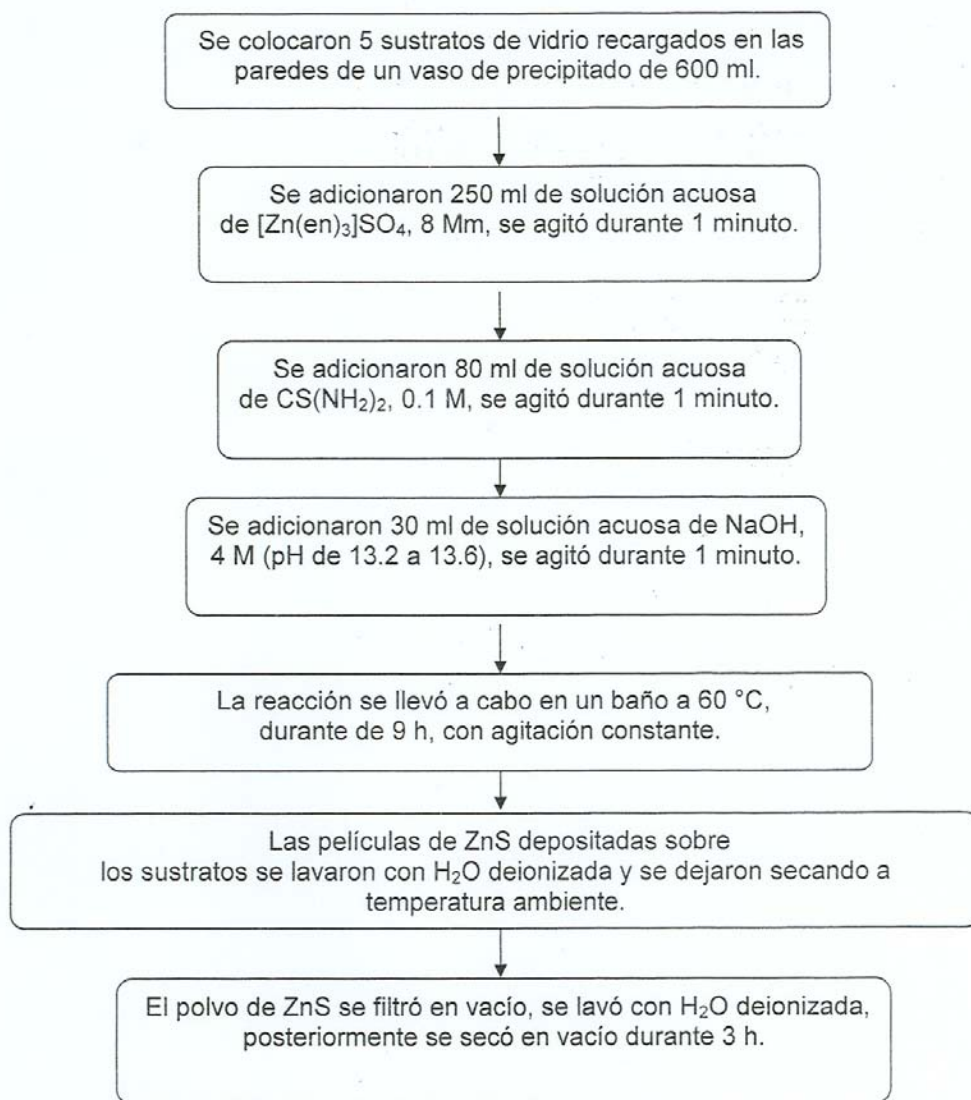 Se colocaron 5 sustratos de vidrio recargados en las
paredes de un vaso de precipitado de 600 ml.
Se adicionaron 250 ml de solución acuosa
de [Zn(en)₃]SO₄, 8 Mm, se agitó durante 1 minuto.
Se adicionaron 80 ml de solución acuosa
de CS(NH₂)₂, 0.1 M, se agitó durante 1 minuto.
Se adicionaron 30 ml de solución acuosa de NaOH,
4 M (pH de 13.2 a 13.6), se agitó durante 1 minuto.
La reacción se llevó a cabo en un baño a 60 °C,
durante de 9 h, con agitación constante.
Las películas de ZnS depositadas sobre
los sustratos se lavaron con H₂O deionizada y se dejaron secando a
temperatura ambiente.
El polvo de ZnS se filtró en vacío, se lavó con H₂O deionizada,
posteriormente se secó en vacío durante 3 h.